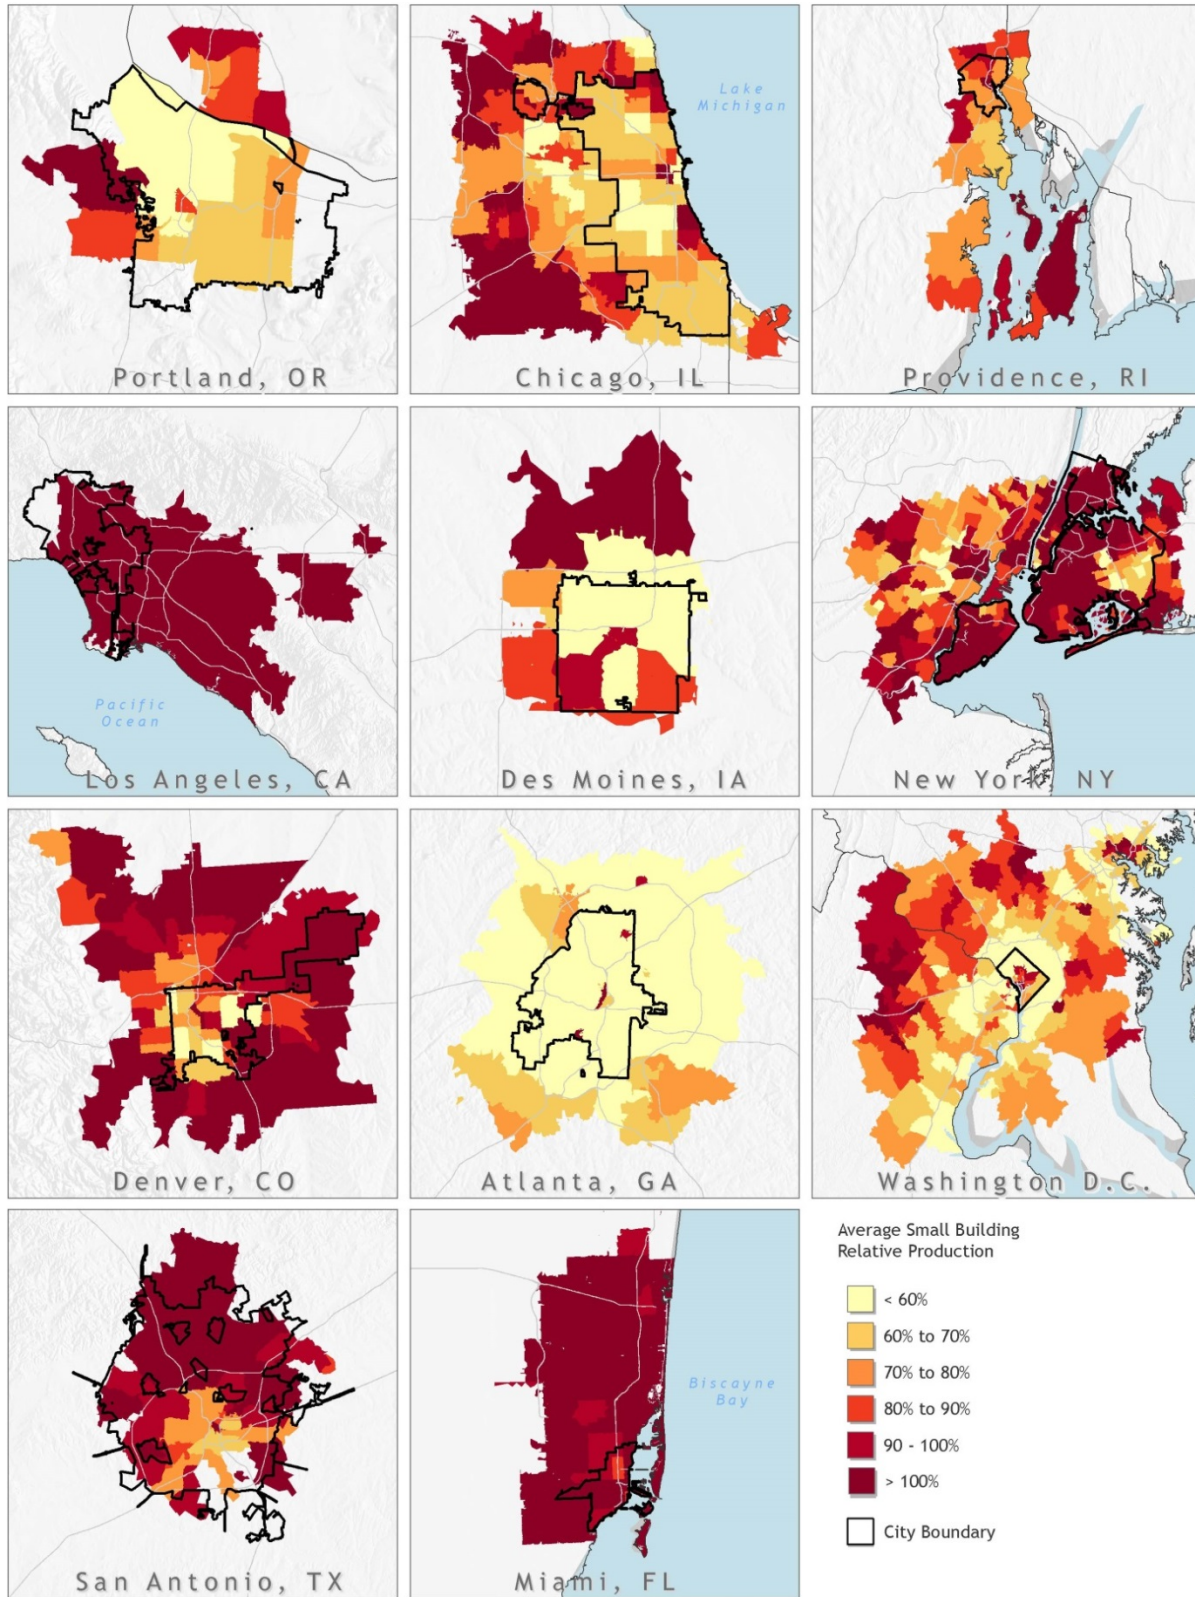 Lake
Michigan
Portland, OR
Chicago, IL
Providence, RI
Pacific
Ocean
Los Angeles, CA
Des Moines, IA
New York NY
Denver, CO
Atlanta, GA
Washington D.C.
Biscayne
Bay
San Antonio, TX
Miami, FL
Average Small Building
Relative Production
< 60%
60% to 70%
70% to 80%
80% to 90%
90 - 100%
> 100%
City Boundary